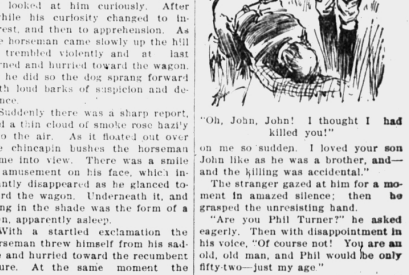 looked at him curiously. After
while his curiosity changed to in-
rest, and then to apprehension. As
e horseman came slowly up the hill
trembled violently and at last
rned and hurried toward the wagon.
he did so the dog sprang forward
ith loud barks of suspicion and de-
nce.
Suddenly there was a sharp report,
d a thin cloud of smoke rose hazily
to the air. As it floated out over
e chincapin bushes the horseman
me into view. There was a smile
amusement on his face, which in-
antly disappeared as he glanced to-
rd the wagon. Underneath it, and
ing in the shade was the form of a
n, apparently asleep.
With a startled exclamation the
rseman threw himself from his sad-
e and hurried toward the recumbent
ure. At the same moment the
"Oh, John, John! I thought I had
killed you!"
on me so sudden. I loved your son
John like as he was a brother, and—
and the killing was accidental."
The stranger gazed at him for a mo-
ment in amazed silence; then he
grasped the unresisting hand.
"Are you Phil Turner?" he asked
eagerly. Then with disappointment in
his voice, "Of course not! You are an
old, old man, and Phil would be only
fifty-two—just my age."